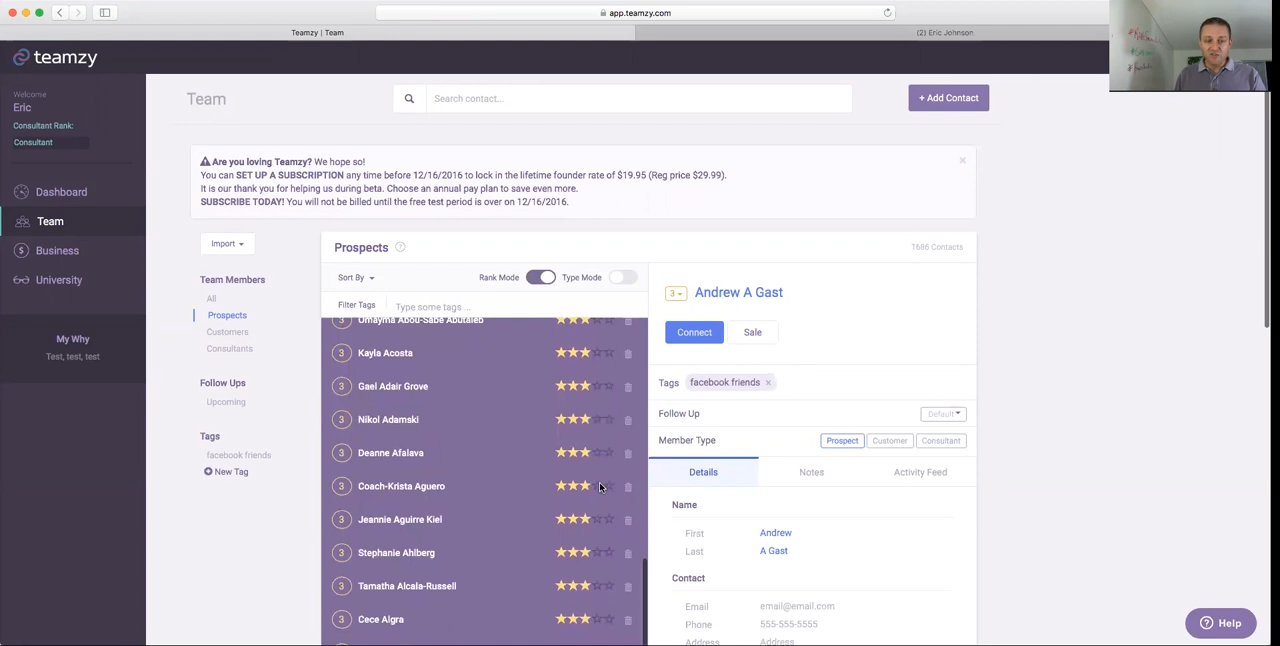 app.teamzy.com
Teamzy | Team
(2) Eric Johnson
teamzy
Welcome
Eric
Consultant Rank:
Consultant
Dashboard
Team
Business
University
My Why
Test, test, test
Team
Search contact...
+ Add Contact
Are you loving Teamzy? We hope so!
You can SET UP A SUBSCRIPTION any time before 12/16/2016 to lock in the lifetime founder rate of $19.95 (Reg price $29.99).
It is our thank you for helping us during beta. Choose an annual pay plan to save even more.
SUBSCRIBE TODAY! You will not be billed until the free test period is over on 12/16/2016.
Import
Team Members
All
Prospects
Customers
Consultants
Follow Ups
Upcoming
Tags
facebook friends
New Tag
Prospects
1686 Contacts
Sort By
Rank Mode
Type Mode
Filter Tags
Type some tags ...
3 Umayma Abou-Sabe Abutaleb
3 Kayla Acosta
3 Gael Adair Grove
3 Nikol Adamski
3 Deanne Afalava
3 Coach-Krista Aguero
3 Jeannie Aguirre Kiel
3 Stephanie Ahlberg
3 Tamatha Alcala-Russell
3 Cece Algra
3
Andrew A Gast
Connect
Sale
Tags
facebook friends ×
Follow Up
Default
Member Type
Prospect
Customer
Consultant
Details
Notes
Activity Feed
Name
First
Andrew
Last
A Gast
Contact
Email
email@email.com
Phone
555-555-5555
Address
Address
Help